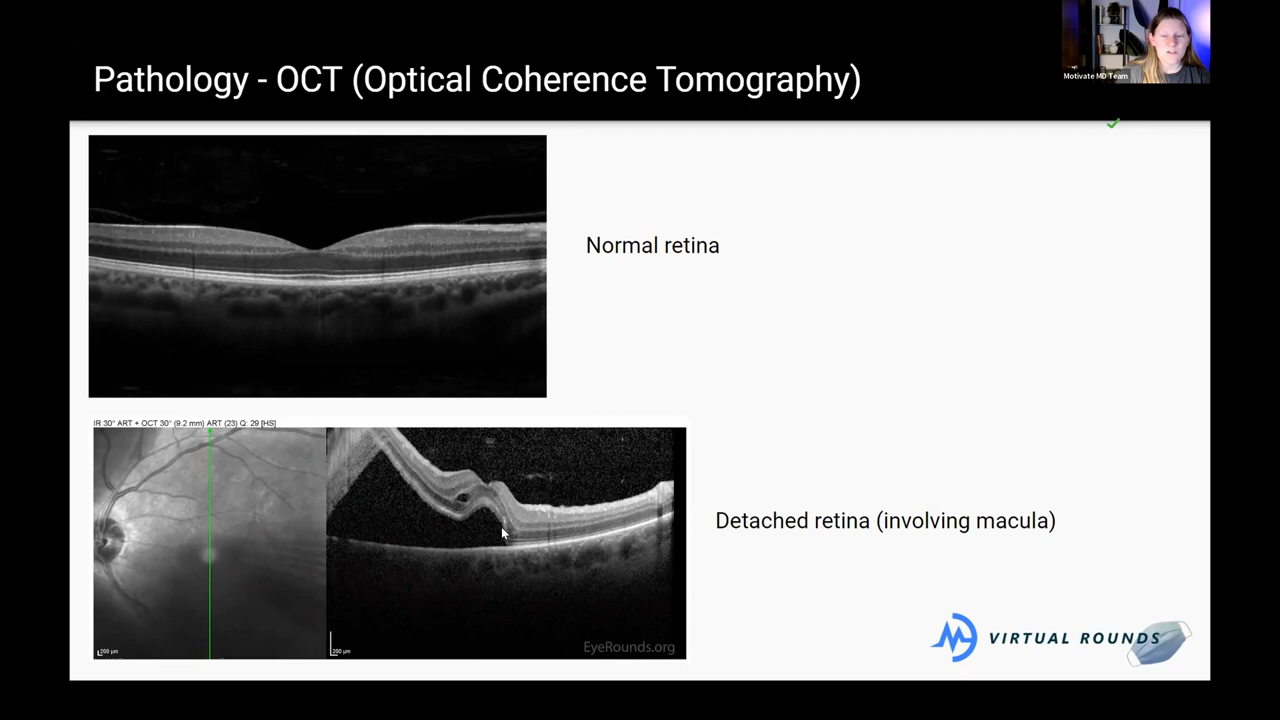 Pathology - OCT (Optical Coherence Tomography)
Motivate MD Team
Normal retina
IR 30° ART + OCT 30° (9.2 mm) ART (23) Q: 29 [HS]
Detached retina (involving macula)
200 µm
200 µm
EyeRounds.org
VIRTUAL ROUNDS